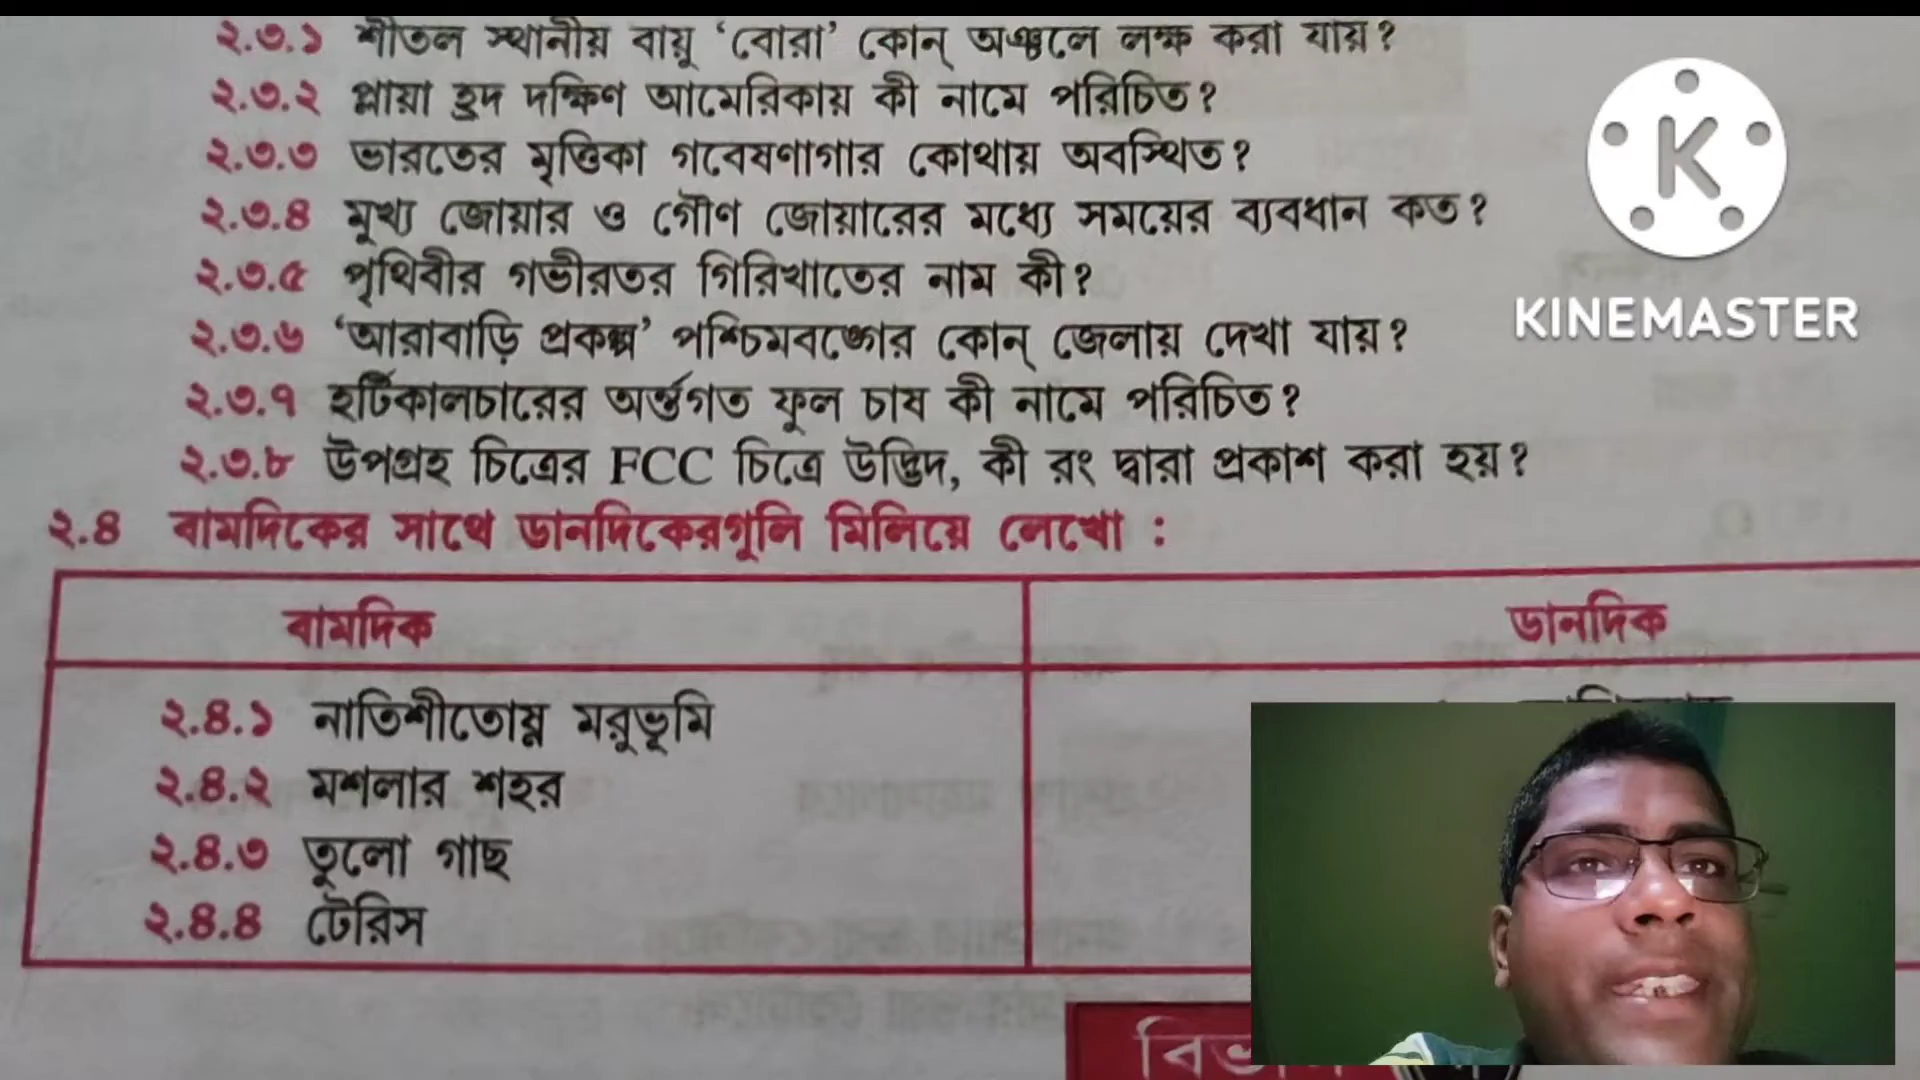 ২.৩.১ শীতল স্থানীয় বায়ু ‘বোরা’ কোন্ অঞ্চলে লক্ষ করা যায়?
২.৩.২ প্লায়া হ্রদ দক্ষিণ আমেরিকায় কী নামে পরিচিত?
২.৩.৩ ভারতের মৃত্তিকা গবেষণাগার কোথায় অবস্থিত?
২.৩.৪ মুখ্য জোয়ার ও গৌণ জোয়ারের মধ্যে সময়ের ব্যবধান কত?
২.৩.৫ পৃথিবীর গভীরতর গিরিখাতের নাম কী?
২.৩.৬ ‘আরাবাড়ি প্রকল্প’ পশ্চিমবঙ্গের কোন্ জেলায় দেখা যায়?
২.৩.৭ হর্টিকালচারের অর্ন্তগত ফুল চাষ কী নামে পরিচিত?
২.৩.৮ উপগ্রহ চিত্রের FCC চিত্রে উদ্ভিদ, কী রং দ্বারা প্রকাশ করা হয়?
KINEMASTER
২.৪ বামদিকের সাথে ডানদিকেরগুলি মিলিয়ে লেখো :
বামদিক
ডানদিক
২.৪.১ নাতিশীতোষ্ণ মরুভূমি
২.৪.২ মশলার শহর
২.৪.৩ তুলো গাছ
২.৪.৪ টেরিস